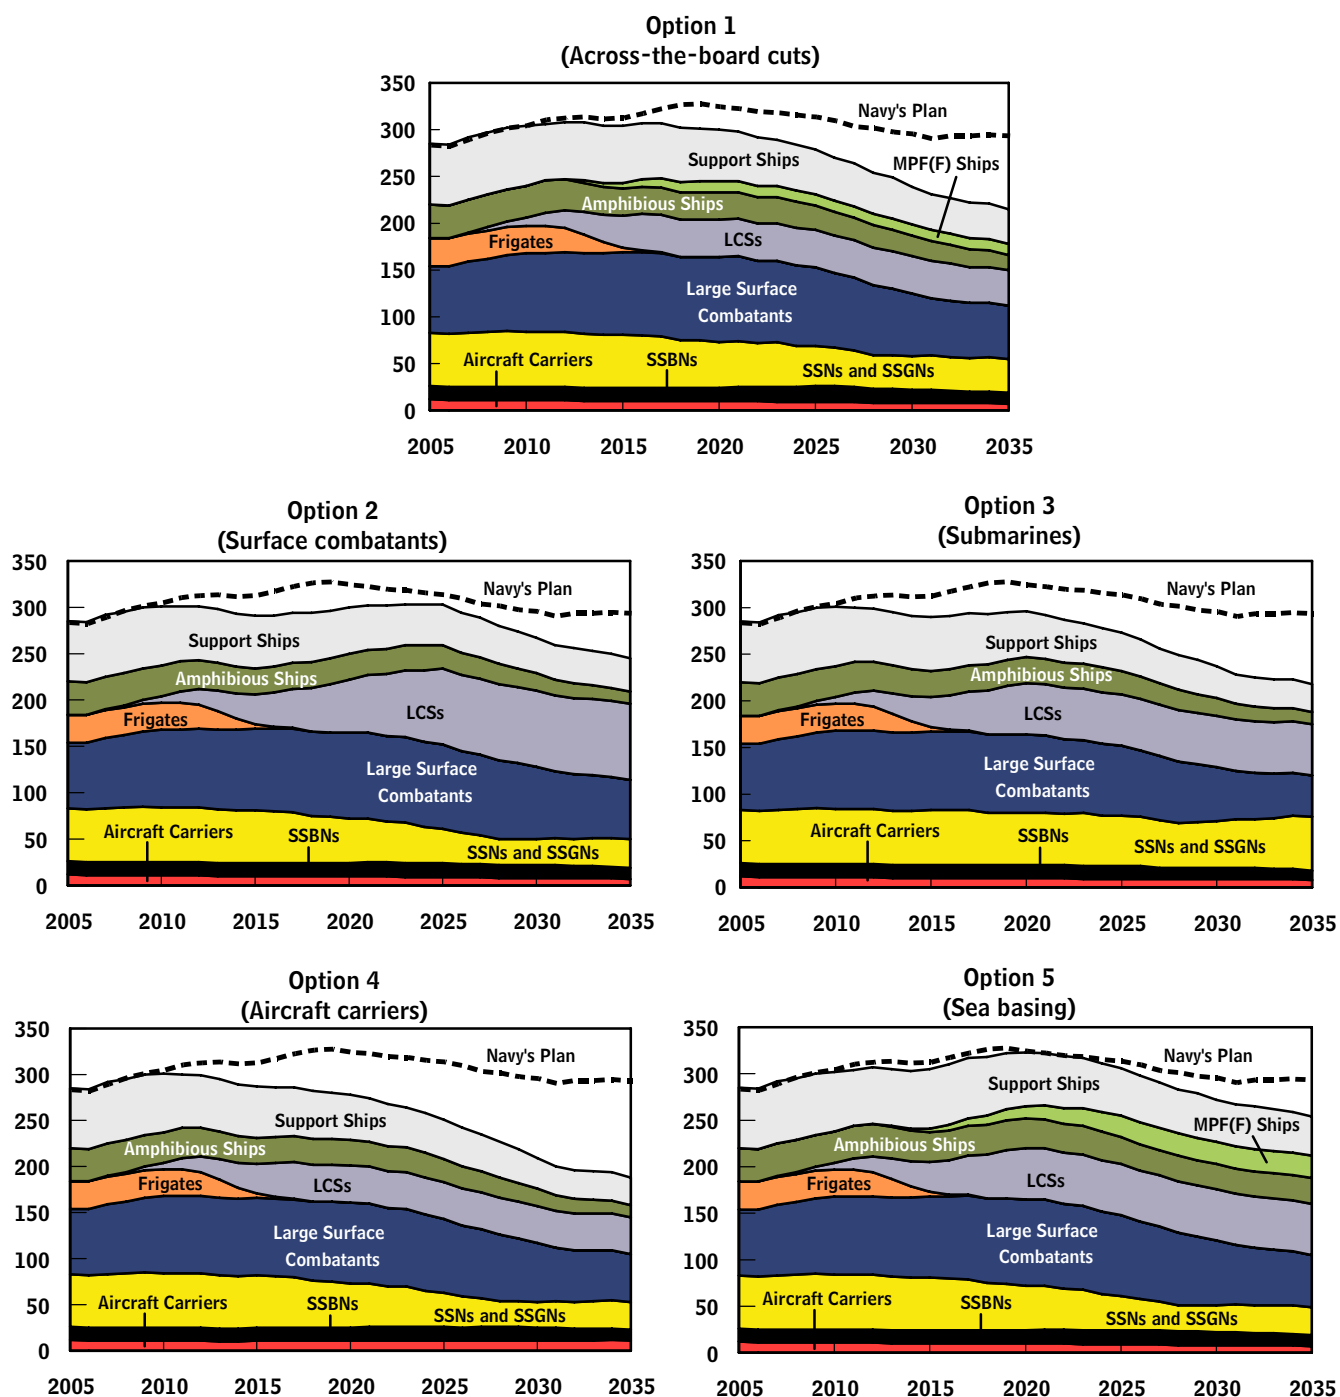 Option 1
(Across-the-board cuts)
350
300
250
200
150
100
50
0
Navy's Plan
Support Ships
MPF(F) Ships
Amphibious Ships
LCSs
Frigates
Large Surface
Combatants
Aircraft Carriers
SSBNs
SSNs and SSGNs
2005 2010 2015 2020 2025 2030 2035
Option 2
(Surface combatants)
350
300
250
200
150
100
50
0
Navy's Plan
Support Ships
Amphibious Ships
LCSs
Frigates
Large Surface
Combatants
Aircraft Carriers
SSBNs
SSNs and SSGNs
2005 2010 2015 2020 2025 2030 2035
Option 3
(Submarines)
350
300
250
200
150
100
50
0
Navy's Plan
Support Ships
Amphibious Ships
LCSs
Frigates
Large Surface
Combatants
Aircraft Carriers
SSBNs
SSNs and SSGNs
2005 2010 2015 2020 2025 2030 2035
Option 4
(Aircraft carriers)
350
300
250
200
150
100
50
0
Navy's Plan
Support Ships
Amphibious Ships
LCSs
Frigates
Large Surface
Combatants
Aircraft Carriers
SSBNs
SSNs and SSGNs
2005 2010 2015 2020 2025 2030 2035
Option 5
(Sea basing)
350
300
250
200
150
100
50
0
Navy's Plan
Support Ships
MPF(F) Ships
Amphibious Ships
LCSs
Frigates
Large Surface
Combatants
Aircraft Carriers
SSBNs
SSNs and SSGNs
2005 2010 2015 2020 2025 2030 2035